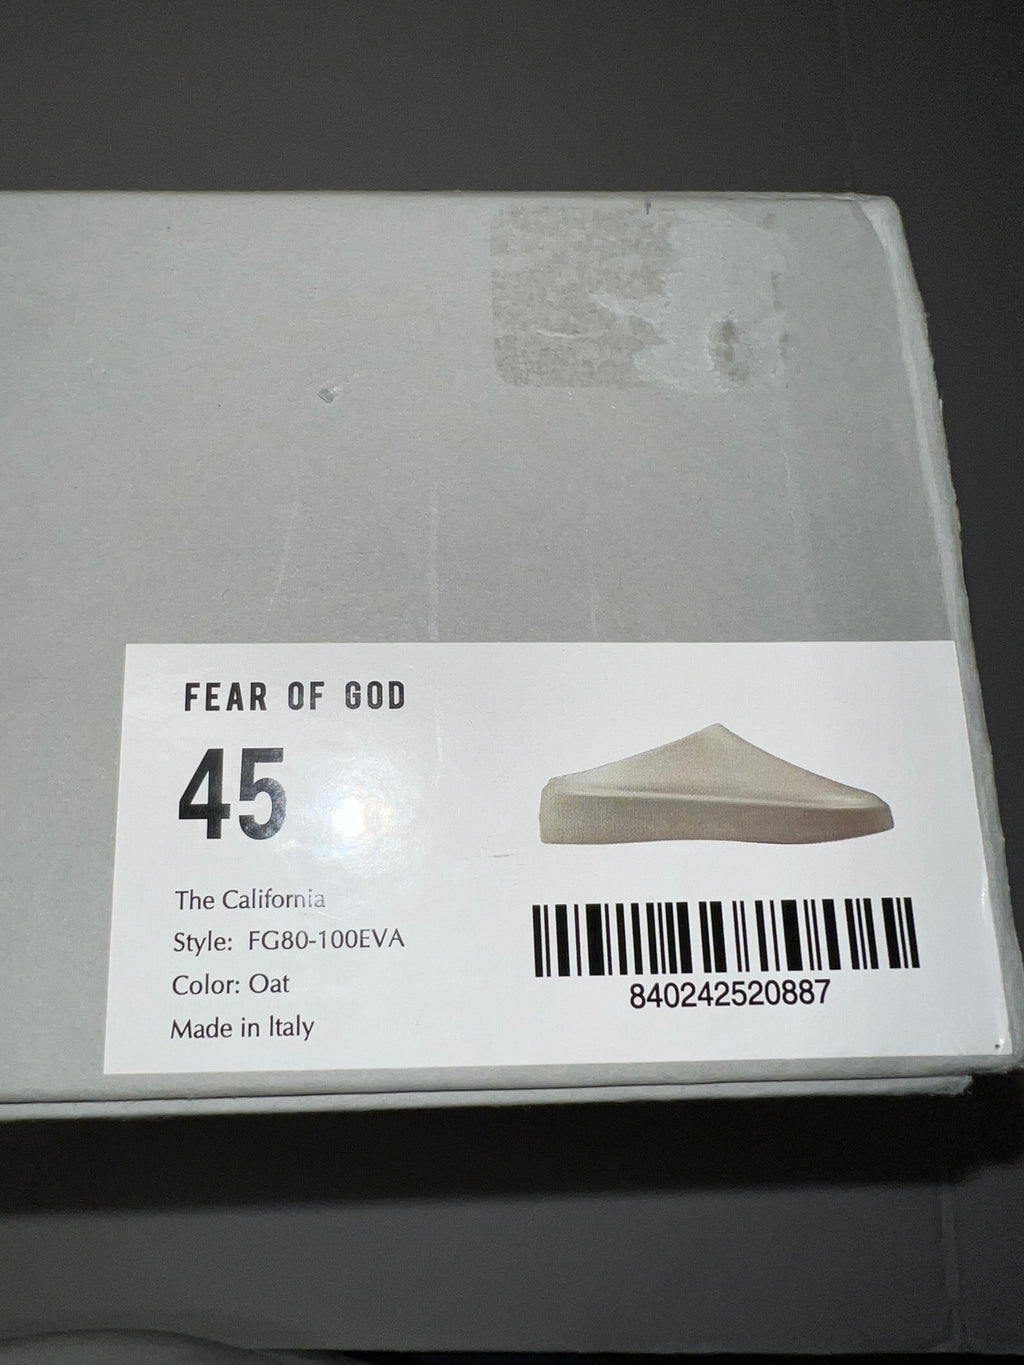 FEAR OF GOD
45
The California
Style: FG80-100EVA
Color: Oat
Made in Italy
840242520887